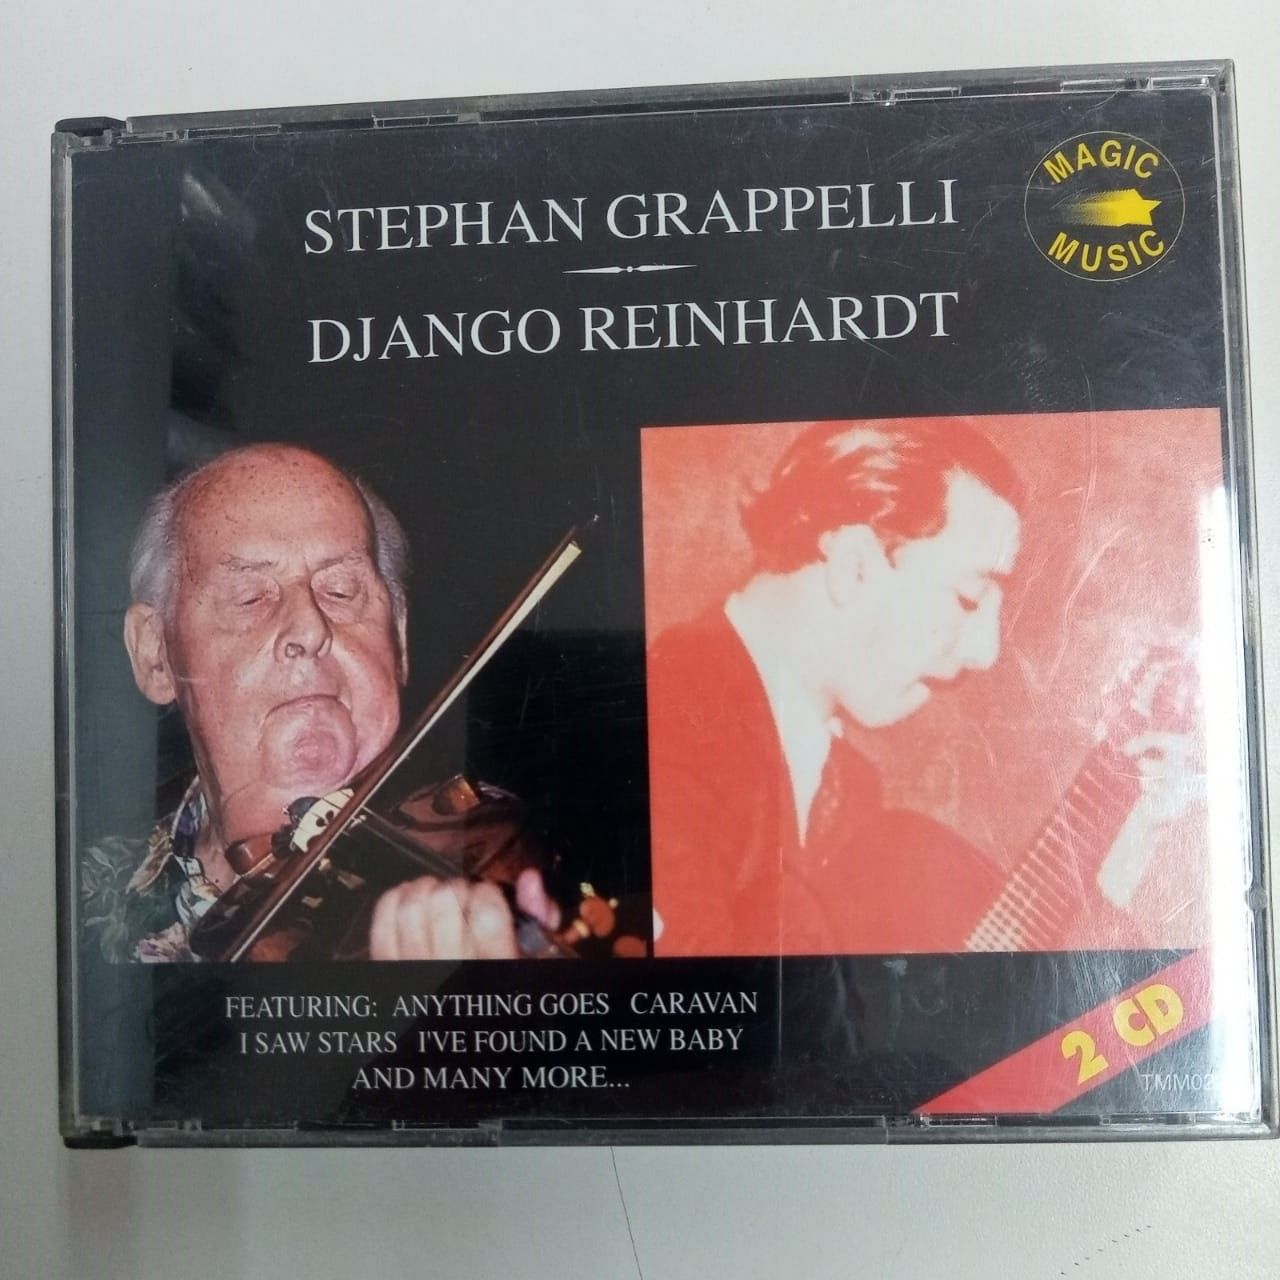 STEPHAN GRAPPELLI
DJANGO REINHARDT
MAGIC
MUSIC
FEATURING: ANYTHING GOES CARAVAN
I SAW STARS I'VE FOUND A NEW BABY
AND MANY MORE...
2 CD